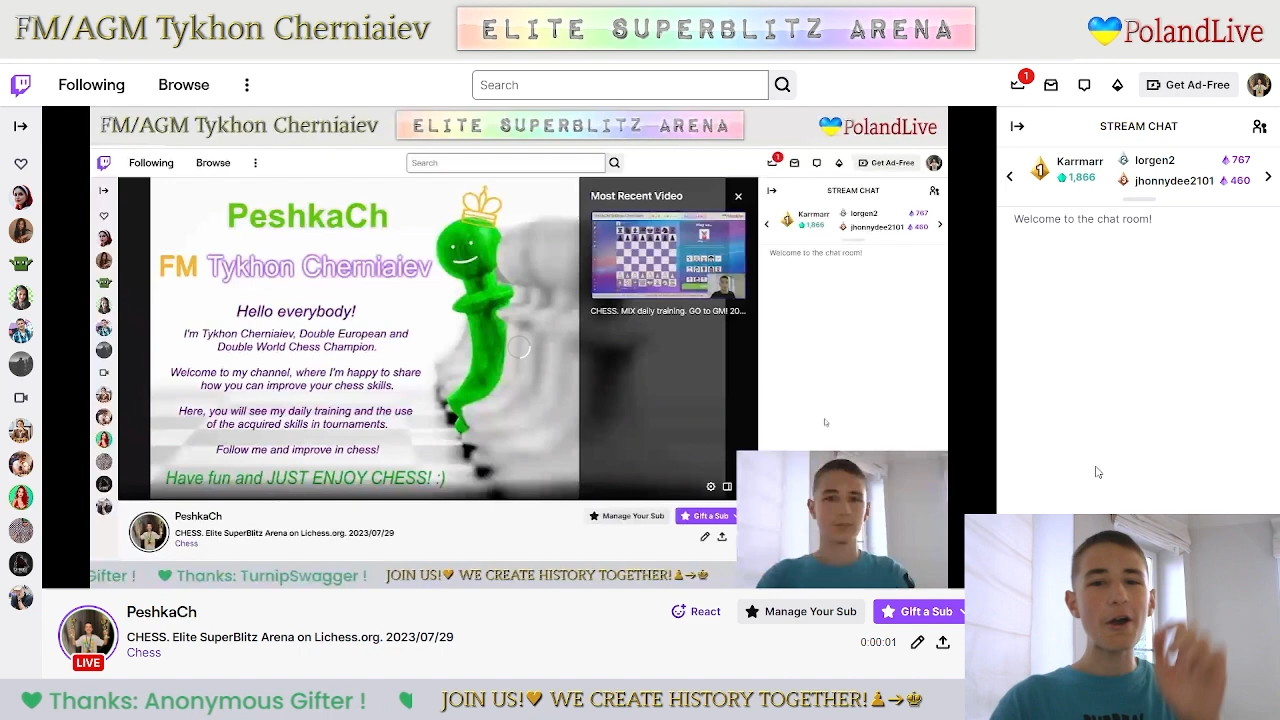 FM/AGM Tykhon Cherniaiev
ELITE SUPERBLITZ ARENA
PolandLive
Following
Browse
Search
1
Get Ad-Free
FM/AGM Tykhon Cherniaiev
ELITE SUPERBLITZ ARENA
PolandLive
Following
Browse
Search
1
Get Ad-Free
PeshkaCh
FM Tykhon Cherniaiev
Hello everybody!
I'm Tykhon Cherniaiev, Double European and
Double World Chess Champion.
Welcome to my channel, where I'm happy to share
how you can improve your chess skills.
Here, you will see my daily training and the use
of the acquired skills in tournaments.
Follow me and improve in chess!
Have fun and JUST ENJOY CHESS! :)
Most Recent Video
CHESS. MIX daily training. GO to GM! 20...
STREAM CHAT
1
Karrmarr
1,866
lorgen2
767
jhonnydee2101
460
Welcome to the chat room!
PeshkaCh
CHESS. Elite SuperBlitz Arena on Lichess.org. 2023/07/29
Chess
Manage Your Sub
Gift a Sub
Gifter !
Thanks: TurnipSwagger !
JOIN US! WE CREATE HISTORY TOGETHER!
STREAM CHAT
1
Karrmarr
1,866
lorgen2
767
jhonnydee2101
460
Welcome to the chat room!
PeshkaCh
LIVE
CHESS. Elite SuperBlitz Arena on Lichess.org. 2023/07/29
Chess
React
Manage Your Sub
Gift a Sub
0:00:01
Thanks: Anonymous Gifter !
JOIN US! WE CREATE HISTORY TOGETHER!